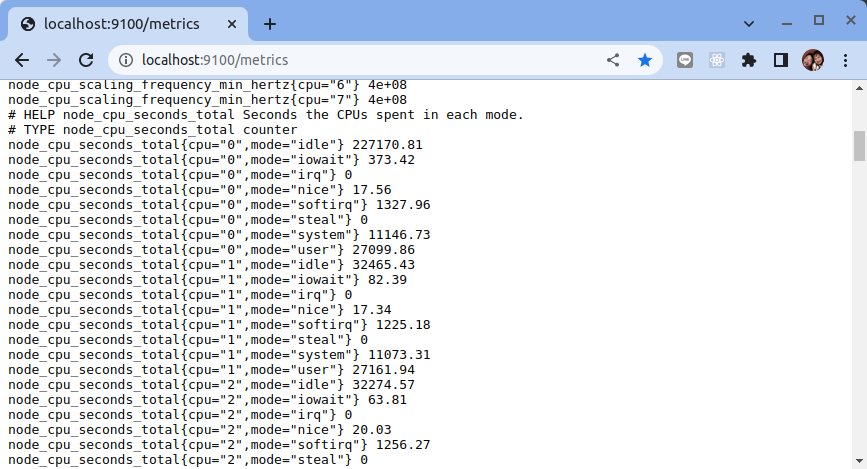 localhost:9100/metrics
localhost:9100/metrics
node_cpu_scaling_frequency_min_hertz{cpu="6"} 4e+08
node_cpu_scaling_frequency_min_hertz{cpu="7"} 4e+08
# HELP node_cpu_seconds_total Seconds the CPUs spent in each mode.
# TYPE node_cpu_seconds_total counter
node_cpu_seconds_total{cpu="0",mode="idle"} 227170.81
node_cpu_seconds_total{cpu="0",mode="iowait"} 373.42
node_cpu_seconds_total{cpu="0",mode="irq"} 0
node_cpu_seconds_total{cpu="0",mode="nice"} 17.56
node_cpu_seconds_total{cpu="0",mode="softirq"} 1327.96
node_cpu_seconds_total{cpu="0",mode="steal"} 0
node_cpu_seconds_total{cpu="0",mode="system"} 11146.73
node_cpu_seconds_total{cpu="0",mode="user"} 27099.86
node_cpu_seconds_total{cpu="1",mode="idle"} 32465.43
node_cpu_seconds_total{cpu="1",mode="iowait"} 82.39
node_cpu_seconds_total{cpu="1",mode="irq"} 0
node_cpu_seconds_total{cpu="1",mode="nice"} 17.34
node_cpu_seconds_total{cpu="1",mode="softirq"} 1225.18
node_cpu_seconds_total{cpu="1",mode="steal"} 0
node_cpu_seconds_total{cpu="1",mode="system"} 11073.31
node_cpu_seconds_total{cpu="1",mode="user"} 27161.94
node_cpu_seconds_total{cpu="2",mode="idle"} 32274.57
node_cpu_seconds_total{cpu="2",mode="iowait"} 63.81
node_cpu_seconds_total{cpu="2",mode="irq"} 0
node_cpu_seconds_total{cpu="2",mode="nice"} 20.03
node_cpu_seconds_total{cpu="2",mode="softirq"} 1256.27
node_cpu_seconds_total{cpu="2",mode="steal"} 0